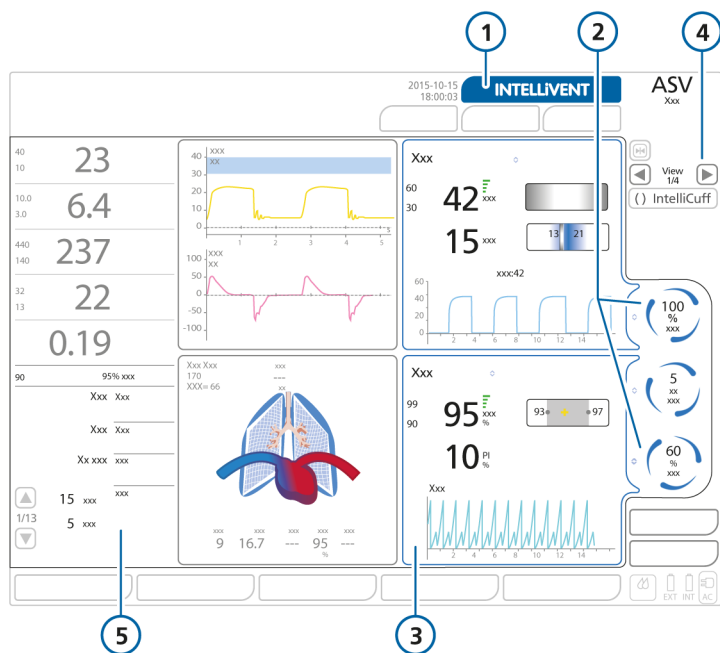 1
2
4
2015-10-15
18:00:03
INTELLiVENT
ASV
Xxx
40
10
23
10.0
3.0
6.4
440
140
237
32
13
22
0.19
90
95% xxx
Xxx Xxx
Xxx Xxx
Xx xxx xxx
xxx
15 xxx
1/13
5 xxx
xxx
xx
40
30
20
10
0
1 2 3 4 5
s
xxx
xx
100
50
0
-50
-100
Xxx
60
30
42 xxx
15 xxx
13 21
xxx:42
60
40
20
0
2 4 6 8 10 12 14
Xxx Xxx
170
XXX= 66
xxx
---
xx
xxx xxx xxx xxx
9 16.7 --- 95
%
Xxx
99
90
95 xxx
%
10 PI
%
93 97
Xxx
2 4 6 8 10 12 14
View
1/4
() IntelliCuff
100
%
xxx
5
xx
xxx
60
%
xxx
EXT INT AC
5
3